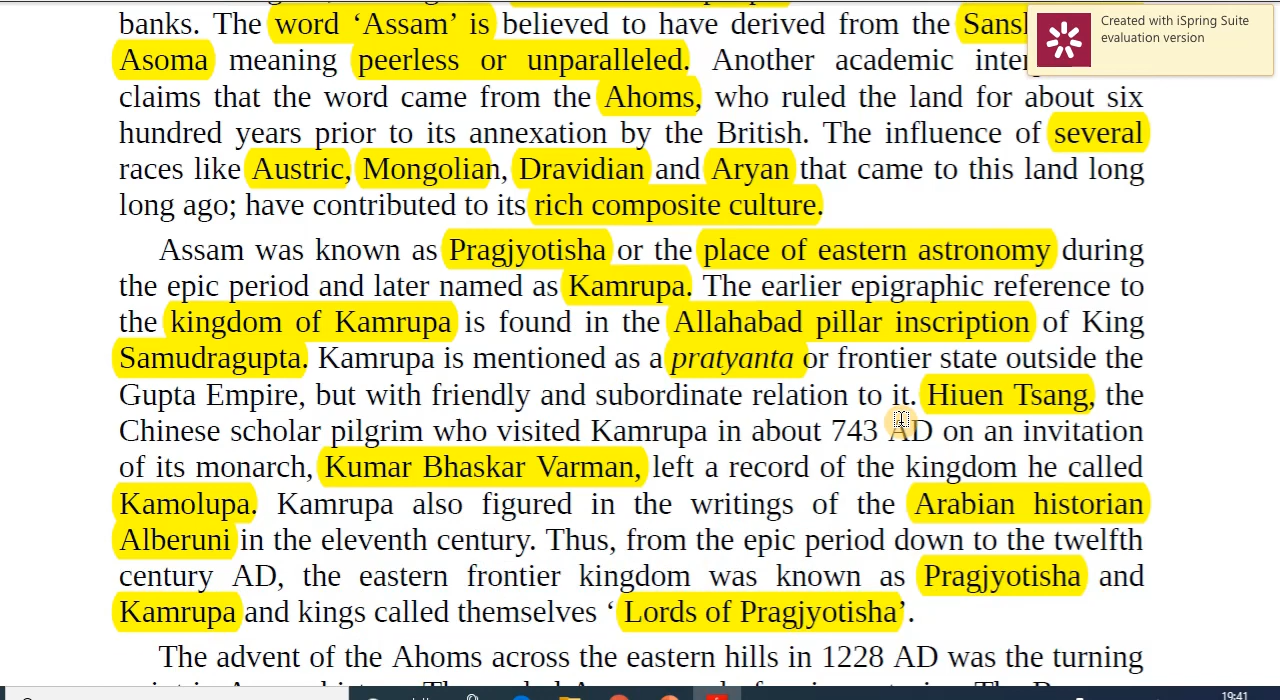 banks. The word ‘Assam’ is believed to have derived from the
Asoma meaning peerless or unparalleled. Another academic
claims that the word came from the Ahoms, who ruled the land for about six
hundred years prior to its annexation by the British. The influence of several
races like Austric, Mongolian, Dravidian and Aryan that came to this land long
long ago; have contributed to its rich composite culture.
Assam was known as Pragjyotisha or the place of eastern astronomy during
the epic period and later named as Kamrupa. The earlier epigraphic reference to
the kingdom of Kamrupa is found in the Allahabad pillar inscription of King
Samudragupta. Kamrupa is mentioned as a pratyanta or frontier state outside the
Gupta Empire, but with friendly and subordinate relation to it. Hiuen Tsang, the
Chinese scholar pilgrim who visited Kamrupa in about 743 AD on an invitation
of its monarch, Kumar Bhaskar Varman, left a record of the kingdom he called
Kamolupa. Kamrupa also figured in the writings of the Arabian historian
Alberuni in the eleventh century. Thus, from the epic period down to the twelfth
century AD, the eastern frontier kingdom was known as Pragjyotisha and
Kamrupa and kings called themselves ‘ Lords of Pragjyotisha’.
The advent of the Ahoms across the eastern hills in 1228 AD was the turning
Created with iSpring Suite
evaluation version
19:41